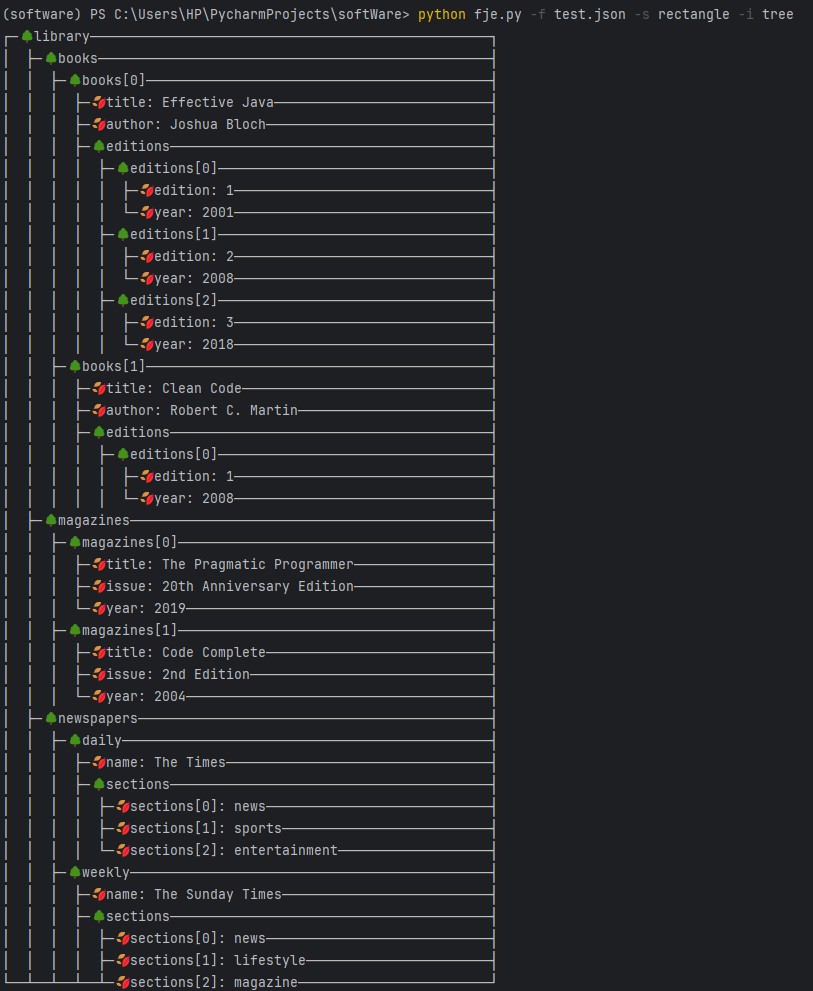 (software) PS C:\Users\HP\PycharmProjects\softWare> python fje.py -f test.json -s rectangle -i tree
library
books
books[0]
title: Effective Java
author: Joshua Bloch
editions
editions[0]
edition: 1
year: 2001
editions[1]
edition: 2
year: 2008
editions[2]
edition: 3
year: 2018
books[1]
title: Clean Code
author: Robert C. Martin
editions
editions[0]
edition: 1
year: 2008
magazines
magazines[0]
title: The Pragmatic Programmer
issue: 20th Anniversary Edition
year: 2019
magazines[1]
title: Code Complete
issue: 2nd Edition
year: 2004
newspapers
daily
name: The Times
sections
sections[0]: news
sections[1]: sports
sections[2]: entertainment
weekly
name: The Sunday Times
sections
sections[0]: news
sections[1]: lifestyle
sections[2]: magazine